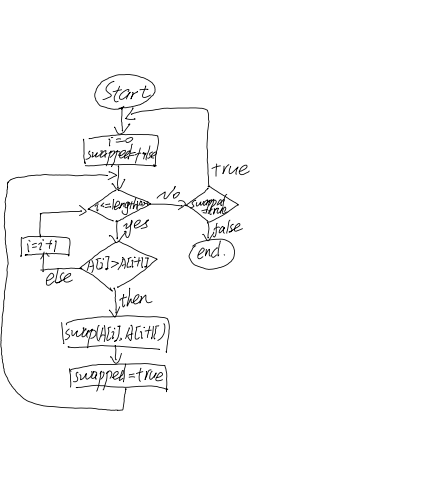 Start
i=0
swapped=false
No
swapped
=true
true
false
end.
yes
i=i+1
A[i]>A[i+1]
else
then
swap(A[i],A[i+1])
swapped=true